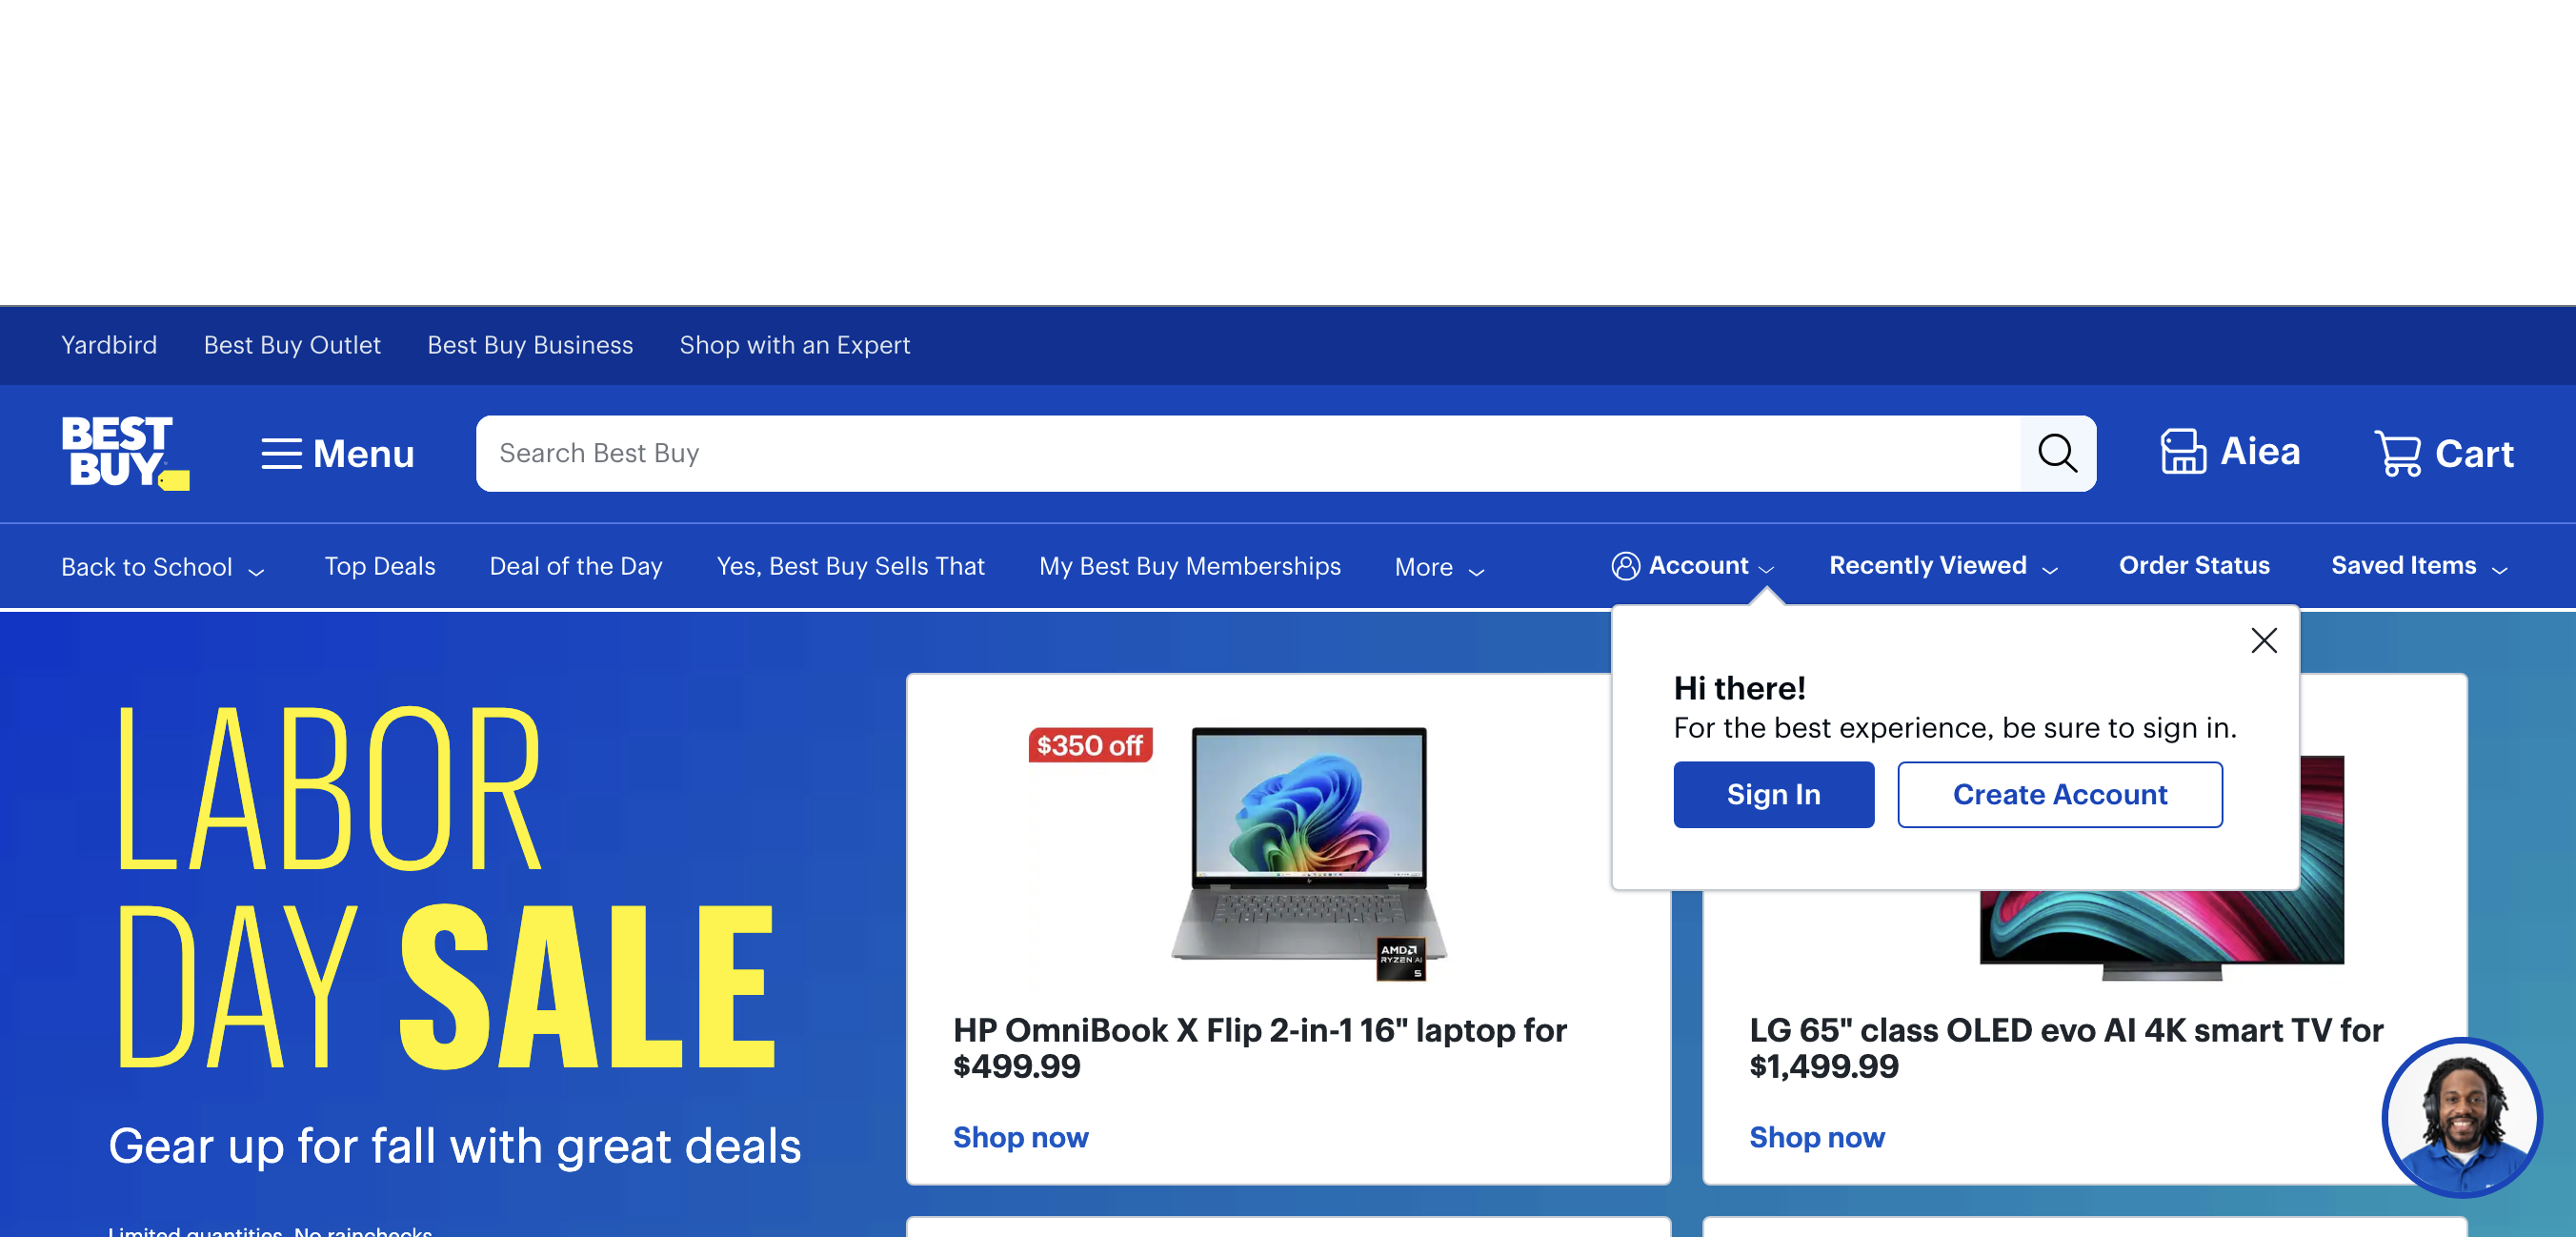 Yardbird Best Buy Outlet Best Buy Business Shop with an Expert
BEST
BUY
Menu
Search Best Buy
Aiea
Cart
Back to School Top Deals Deal of the Day Yes, Best Buy Sells That My Best Buy Memberships More Account Recently Viewed Order Status Saved Items
Hi there!
For the best experience, be sure to sign in.
Sign In Create Account
LABOR
DAY SALE
Gear up for fall with great deals
Limited quantities. No rainchecks.
$350 off
AMD
RYZEN AI
5
HP OmniBook X Flip 2-in-1 16" laptop for
$499.99
Shop now
LG 65" class OLED evo AI 4K smart TV for
$1,499.99
Shop now